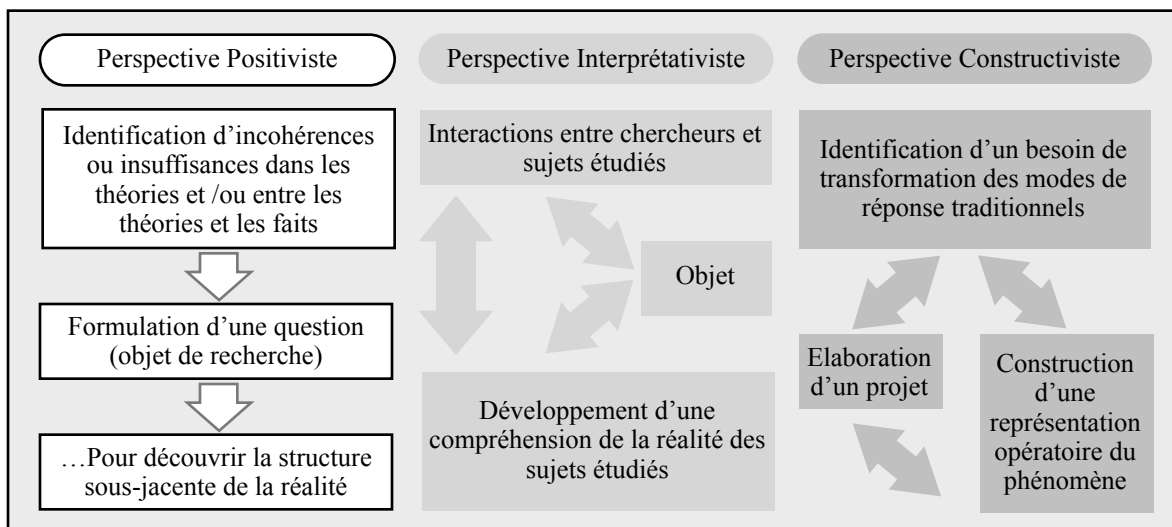 Perspective Positiviste
Identification d’incohérences
ou insuffisances dans les
théories et /ou entre les
théories et les faits
Formulation d’une question
(objet de recherche)
…Pour découvrir la structure
sous-jacente de la réalité
Perspective Interprétativiste
Interactions entre chercheurs et
sujets étudiés
Objet
Développement d’une
compréhension de la réalité des
sujets étudiés
Perspective Constructiviste
Identification d’un besoin de
transformation des modes de
réponse traditionnels
Elaboration
d’un projet
Construction
d’une
représentation
opératoire du
phénomène